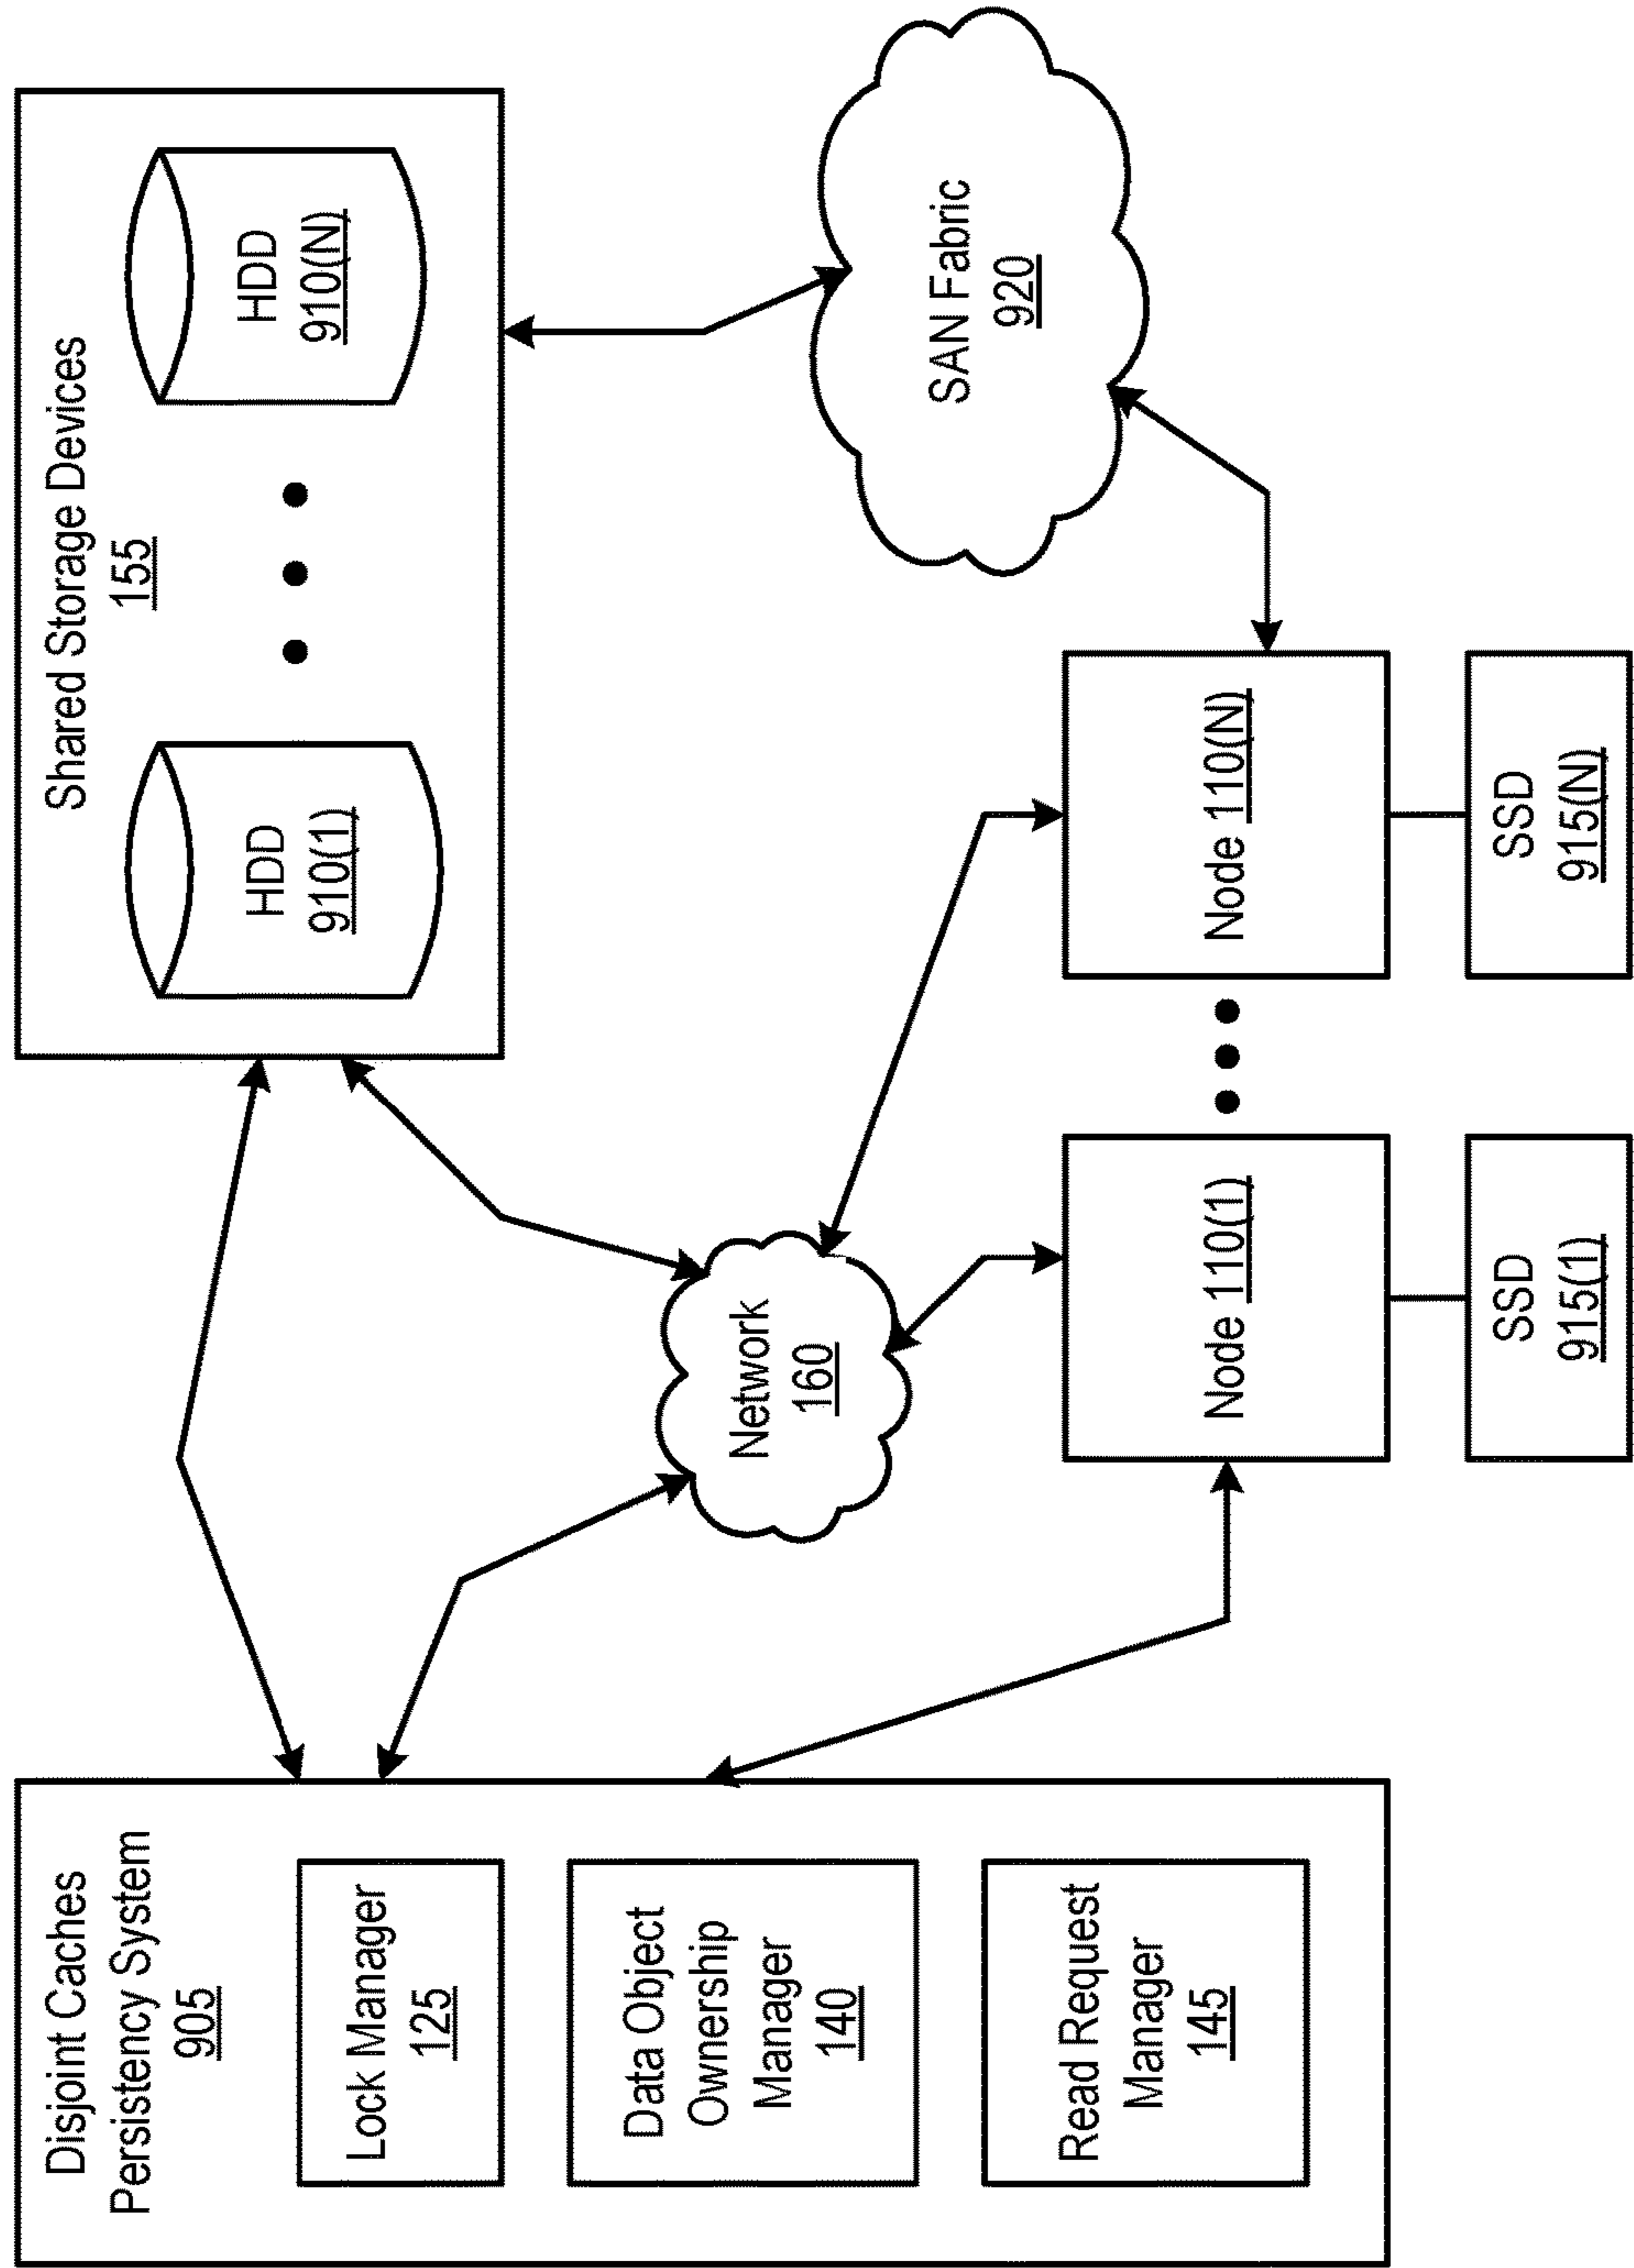 Disjoint Caches
Persistency System
905
Lock Manager
125
Data Object
Ownership
Manager
140
Read Request
Manager
145
Shared Storage Devices
155
HDD
910(1)
HDD
910(N)
Network
160
SAN Fabric
920
Node 110(1)
Node 110(N)
SSD
915(1)
SSD
915(N)